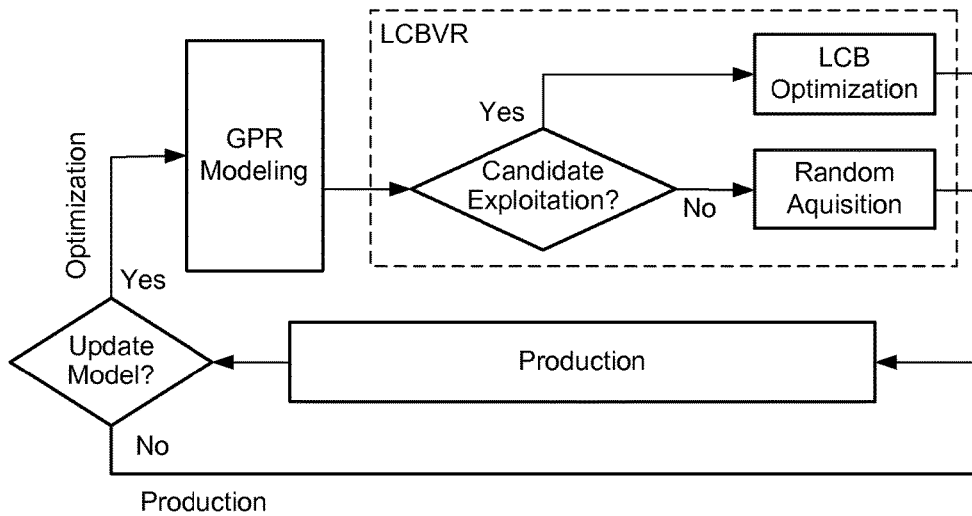 LCBVR
LCB
Optimization
Yes
GPR
Modeling
Candidate
Exploitation?
No
Random
Aquisition
Optimization
Yes
Update
Model?
Production
No
Production